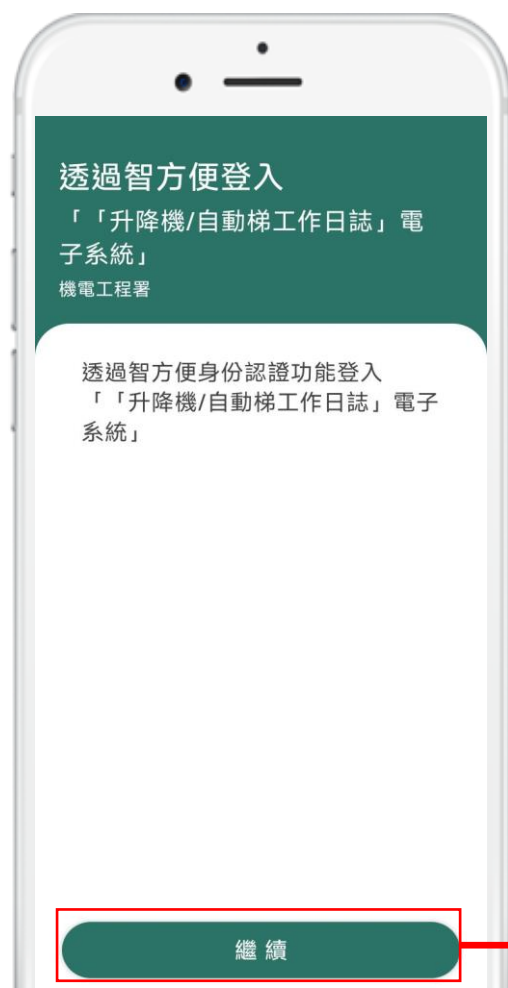 透過智方便登入
「「升降機/自動梯工作日誌」電
子系統」
機電工程署
透過智方便身份認證功能登入
「「升降機/自動梯工作日誌」電子
系統」
繼續